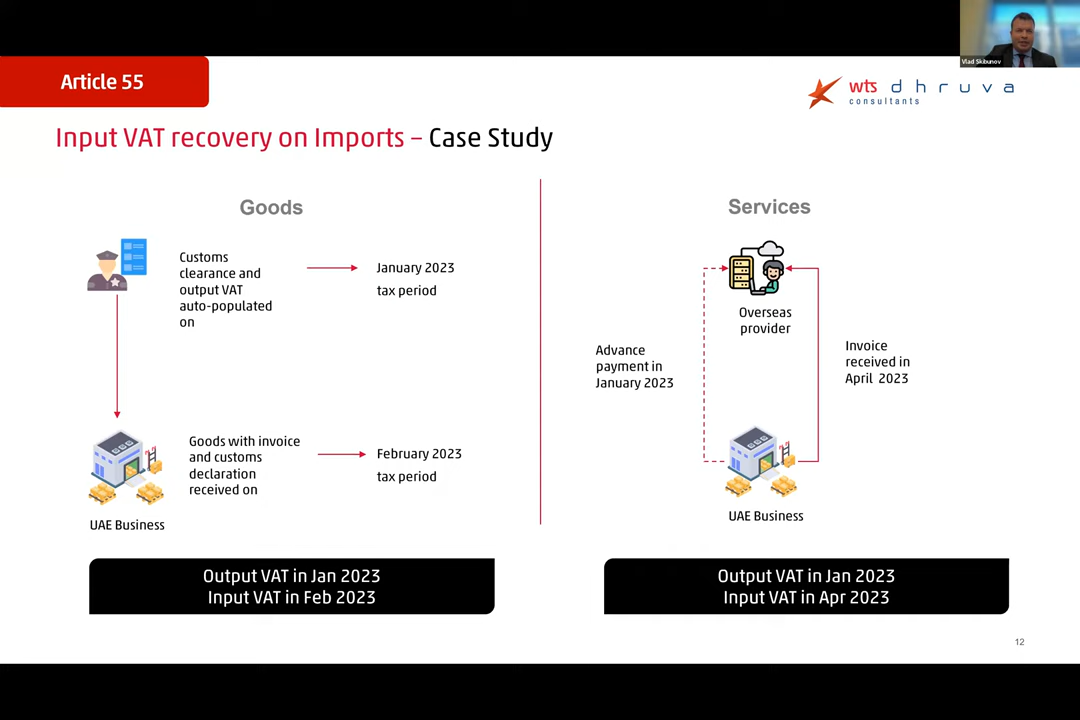 Vlad Skibunov
Article 55
wts dhruva
consultants
Input VAT recovery on Imports – Case Study
Goods
Customs
clearance and
output VAT
auto-populated
on
January 2023
tax period
Goods with invoice
and customs
declaration
received on
February 2023
tax period
UAE Business
Output VAT in Jan 2023
Input VAT in Feb 2023
Services
Overseas
provider
Advance
payment in
January 2023
Invoice
received in
April 2023
UAE Business
Output VAT in Jan 2023
Input VAT in Apr 2023
12